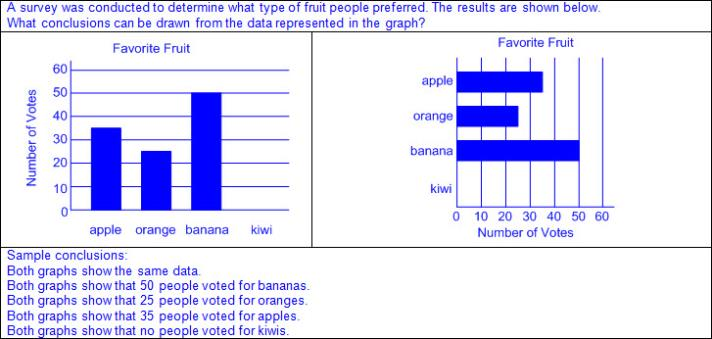 A survey was conducted to determine what type of fruit people preferred. The results are shown below.
What conclusions can be drawn from the data represented in the graph?
Favorite Fruit
Number of Votes
60
50
40
30
20
10
0
apple orange banana kiwi
Favorite Fruit
apple
orange
banana
kiwi
0 10 20 30 40 50 60
Number of Votes
Sample conclusions:
Both graphs show the same data.
Both graphs show that 50 people voted for bananas.
Both graphs show that 25 people voted for oranges.
Both graphs show that 35 people voted for apples.
Both graphs show that no people voted for kiwis.